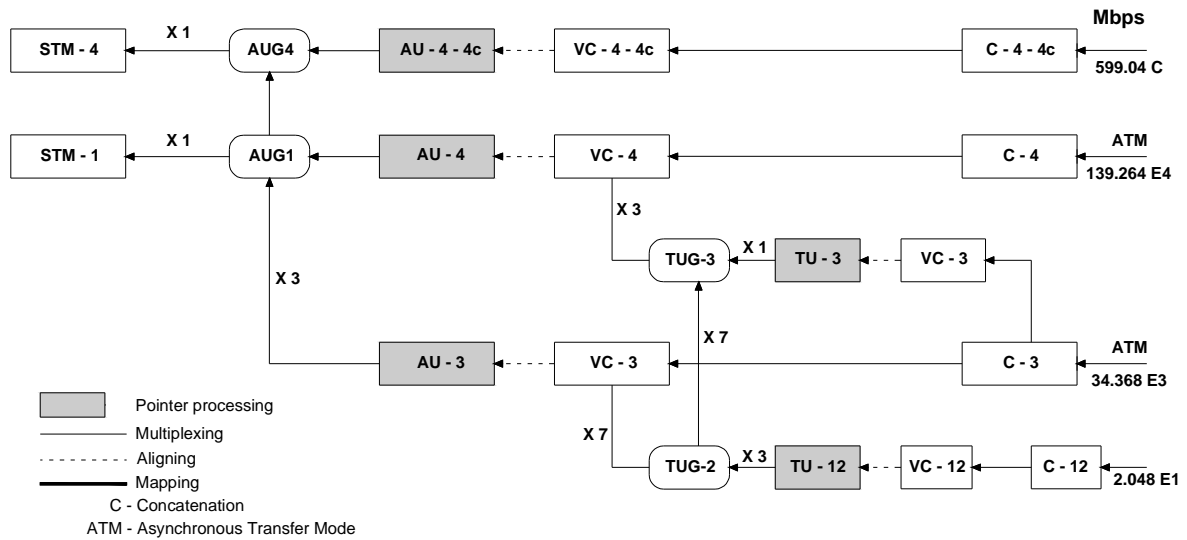 Mbps
X 1
STM - 4
AUG4
AU - 4 - 4c
VC - 4 - 4c
C - 4 - 4c
599.04 C
X 1
ATM
STM - 1
AUG1
AU - 4
VC - 4
C - 4
139.264 E4
X 3
X 1
TUG-3
TU - 3
VC - 3
X 3
X 7
ATM
AU - 3
VC - 3
C - 3
34.368 E3
Pointer processing
Multiplexing
X 7
X 3
Aligning
TUG-2
TU - 12
VC - 12
C - 12
2.048 E1
Mapping
C - Concatenation
ATM - Asynchronous Transfer Mode